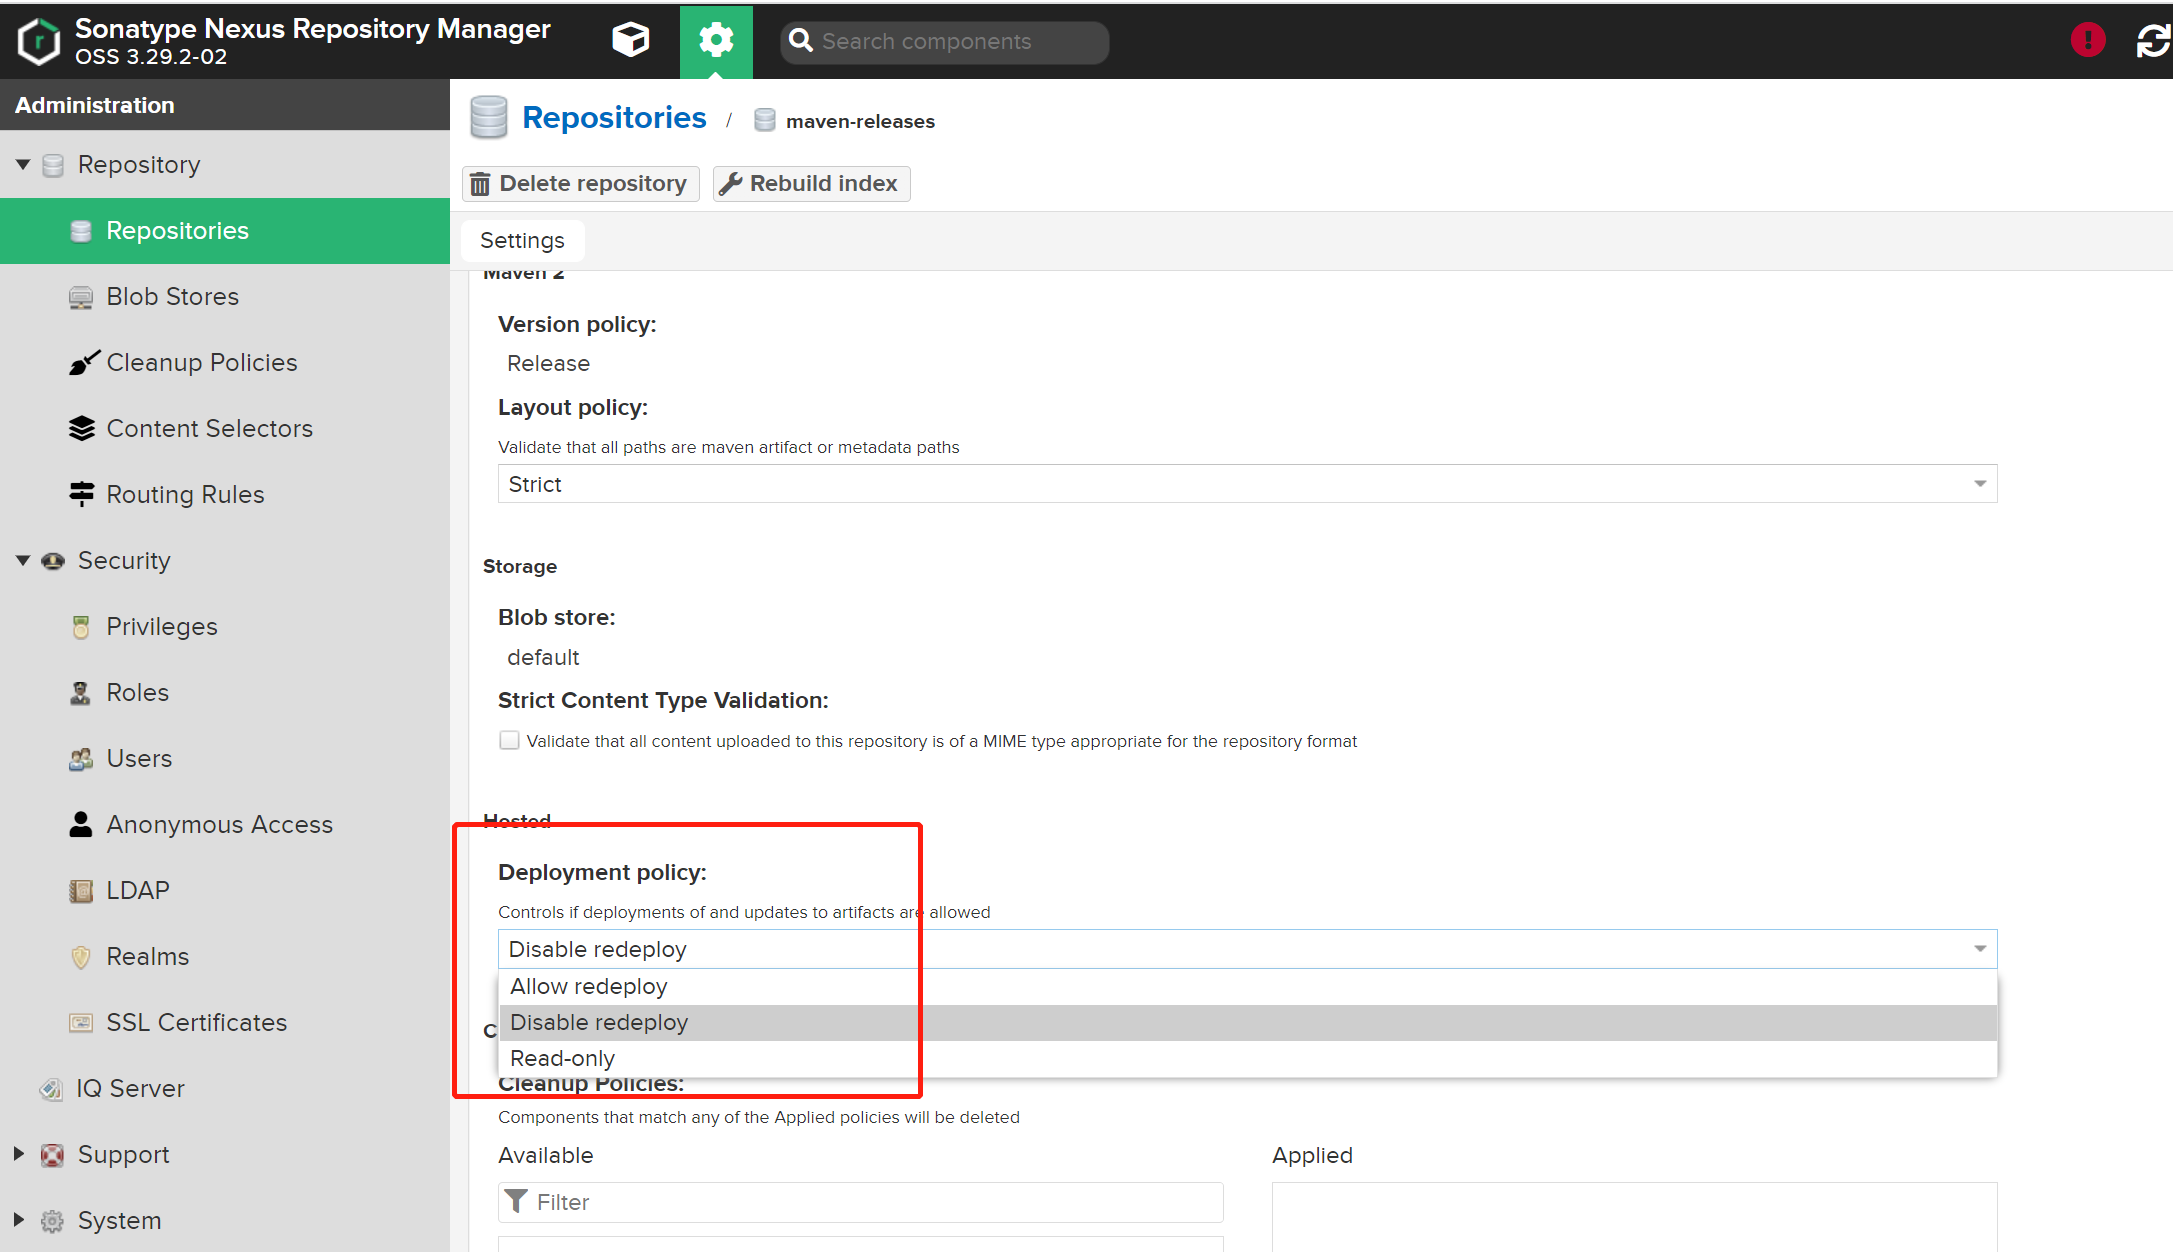 Sonatype Nexus Repository Manager
OSS 3.29.2-02
Search components
Administration
Repository
Repositories
Blob Stores
Cleanup Policies
Content Selectors
Routing Rules
Security
Privileges
Roles
Users
Anonymous Access
LDAP
Realms
SSL Certificates
IQ Server
Support
System
Repositories / maven-releases
Delete repository
Rebuild index
Settings
Maven 2
Version policy:
Release
Layout policy:
Validate that all paths are maven artifact or metadata paths
Strict
Storage
Blob store:
default
Strict Content Type Validation:
Validate that all content uploaded to this repository is of a MIME type appropriate for the repository format
Hosted
Deployment policy:
Controls if deployments of and updates to artifacts are allowed
Disable redeploy
Allow redeploy
Disable redeploy
Read-only
Cleanup Policies:
Components that match any of the Applied policies will be deleted
Available
Applied
Filter